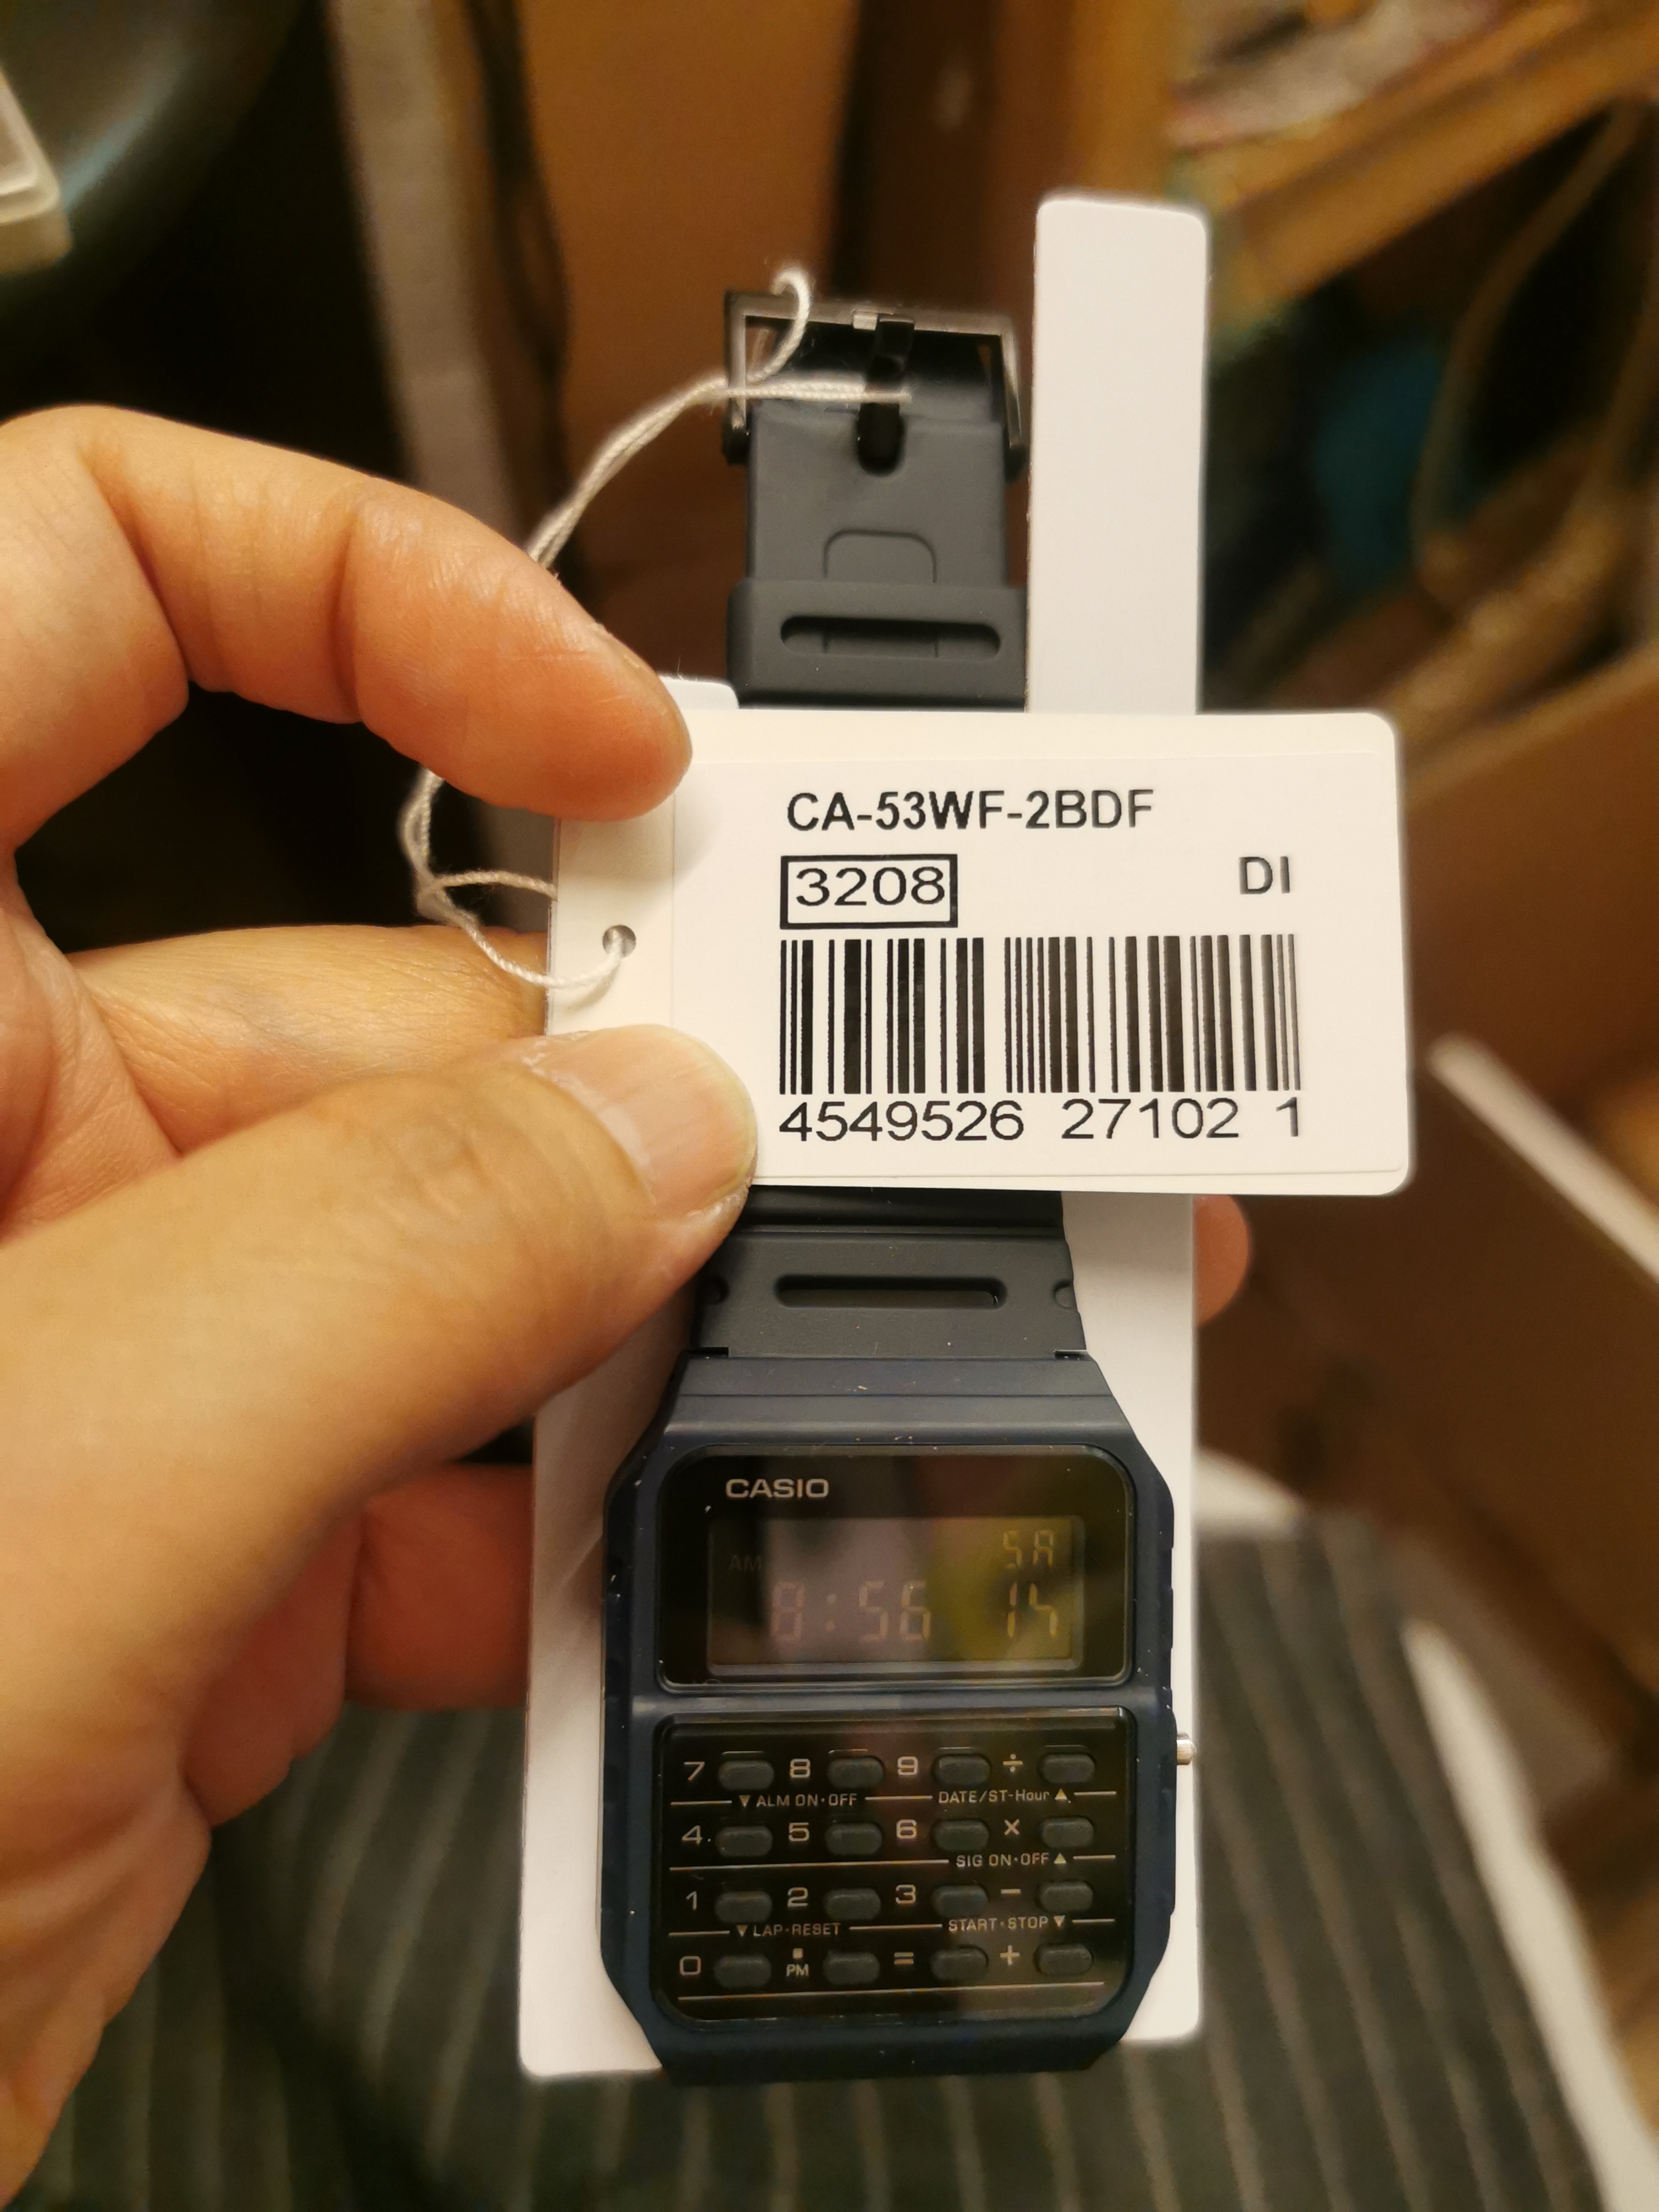 CA-53WF-2BDF
3208 DI
4549526 27102 1
CASIO
SA
AM 8:56 14
7 8 9 ÷
▼ ALM ON·OFF DATE/ST-Hour ▲
4 5 6 ×
SIG ON·OFF ▲
1 2 3 −
▼ LAP·RESET START·STOP ▼
0 ▪ PM = +